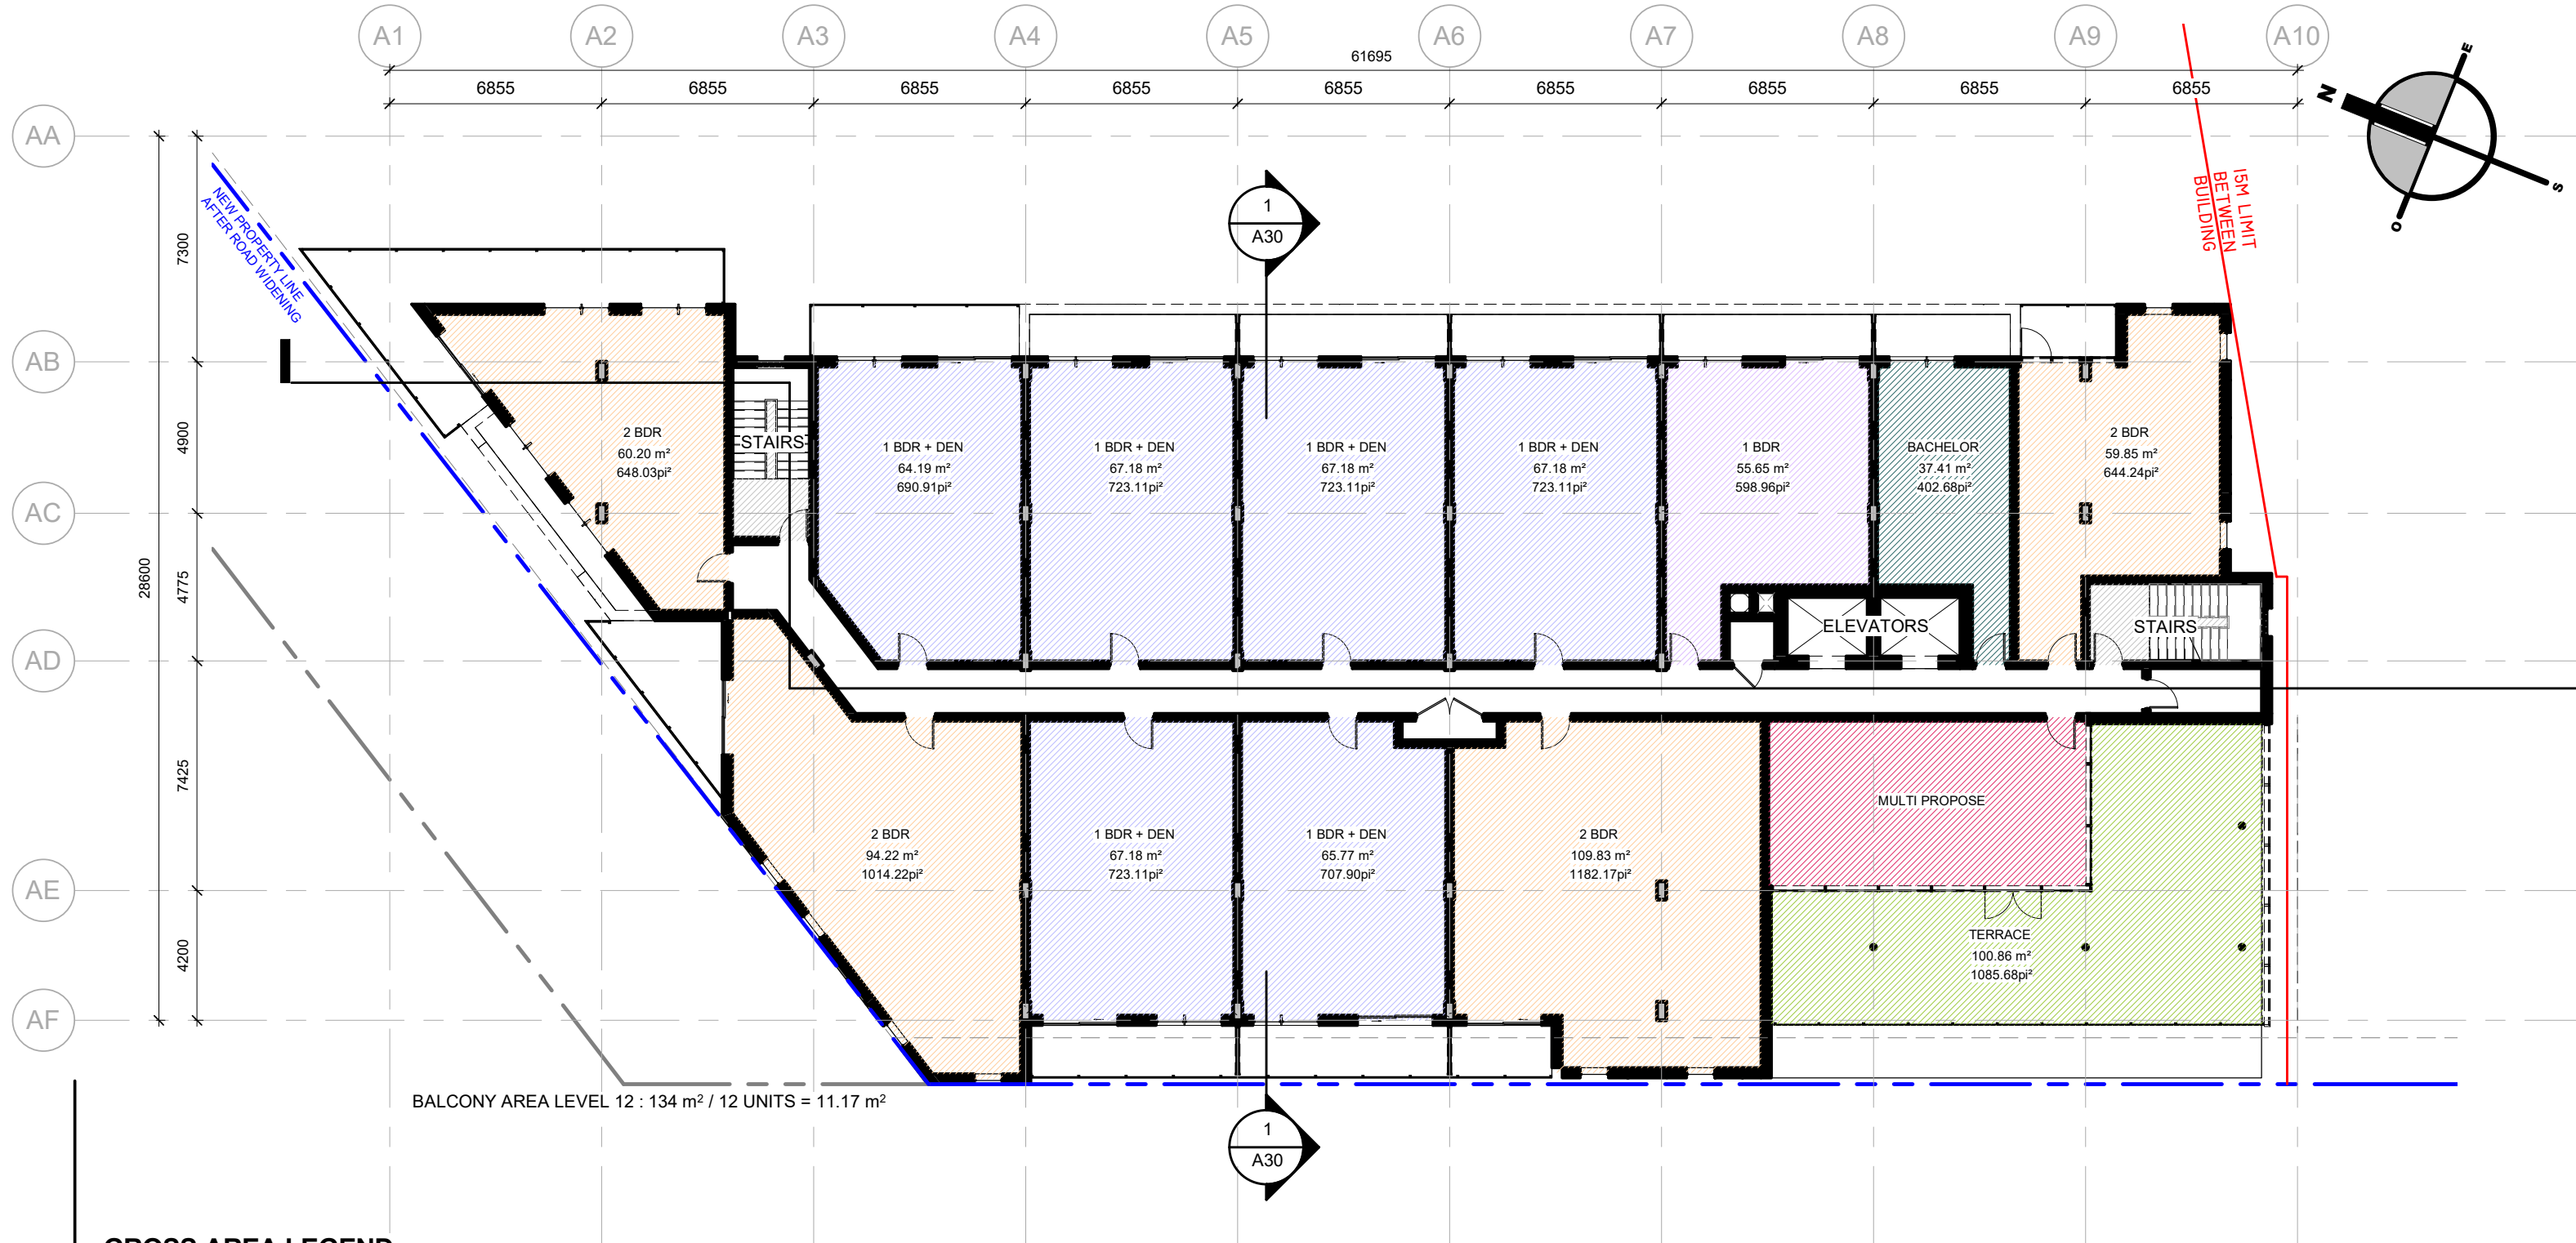 A1 A2 A3 A4 A5 A6 A7 A8 A9 A10
61695
6855 6855 6855 6855 6855 6855 6855 6855 6855
N
E
S
O
AA
AB
AC
AD
AE
AF
28600
7300
4900
4775
7425
4200
NEW PROPERTY LINE
AFTER ROAD WIDENING
15M LIMIT
BETWEEN
BUILDING
1
A30
2 BDR
60.20 m²
648.03pi²
STAIRS
1 BDR + DEN
64.19 m²
690.91pi²
1 BDR + DEN
67.18 m²
723.11pi²
1 BDR + DEN
67.18 m²
723.11pi²
1 BDR + DEN
67.18 m²
723.11pi²
1 BDR
55.65 m²
598.96pi²
BACHELOR
37.41 m²
402.68pi²
2 BDR
59.85 m²
644.24pi²
ELEVATORS
STAIRS
2 BDR
94.22 m²
1014.22pi²
1 BDR + DEN
67.18 m²
723.11pi²
1 BDR + DEN
65.77 m²
707.90pi²
2 BDR
109.83 m²
1182.17pi²
MULTI PROPOSE
TERRACE
100.86 m²
1085.68pi²
BALCONY AREA LEVEL 12 : 134 m² / 12 UNITS = 11.17 m²
1
A30
GROSS AREA LEGEND